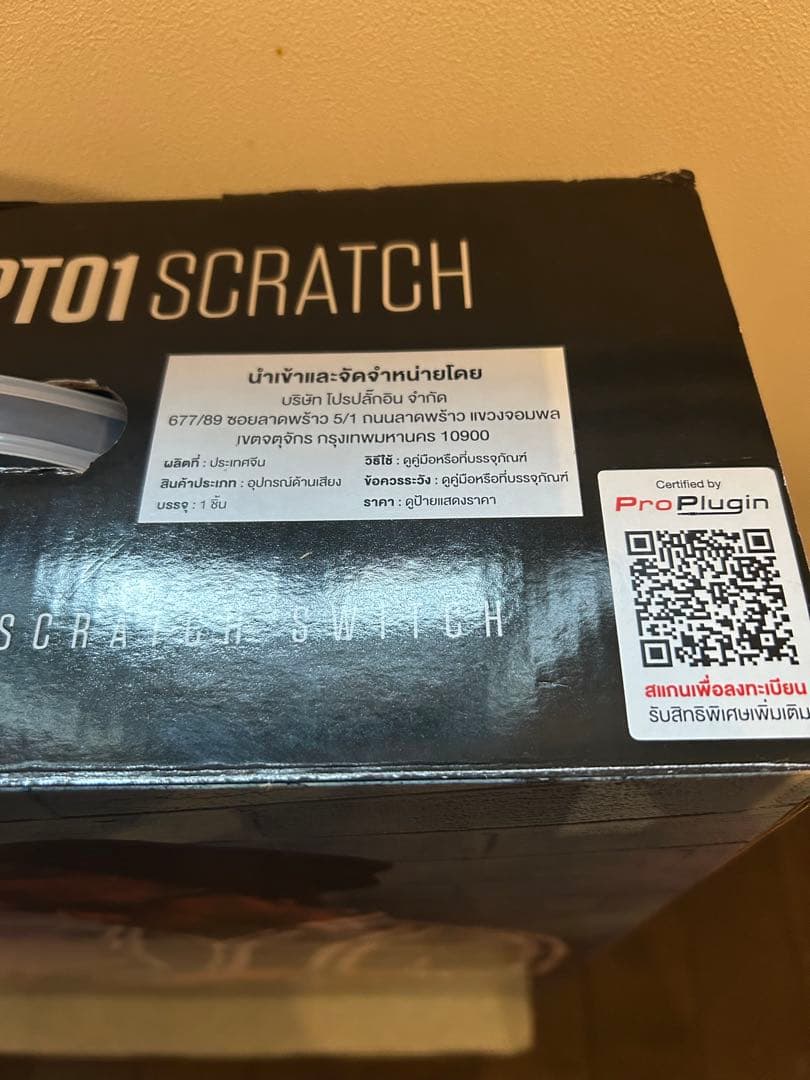 PT01 SCRATCH
นำเข้าและจัดจำหน่ายโดย
บริษัท โปรปลั๊กอิน จำกัด
677/89 ซอยลาดพร้าว 5/1 ถนนลาดพร้าว แขวงจอมพล
เขตจตุจักร กรุงเทพมหานคร 10900
ผลิตที่ : ประเทศจีน
สินค้าประเภท : อุปกรณ์ด้านเสียง
บรรจุ : 1 ชิ้น
วิธีใช้ : ดูคู่มือหรือที่บรรจุภัณฑ์
ข้อควรระวัง : ดูคู่มือหรือที่บรรจุภัณฑ์
ราคา : ดูป้ายแสดงราคา
Certified by
ProPlugin
สแกนเพื่อลงทะเบียน
รับสิทธิพิเศษเพิ่มเติม
SCRATCH SWITCH